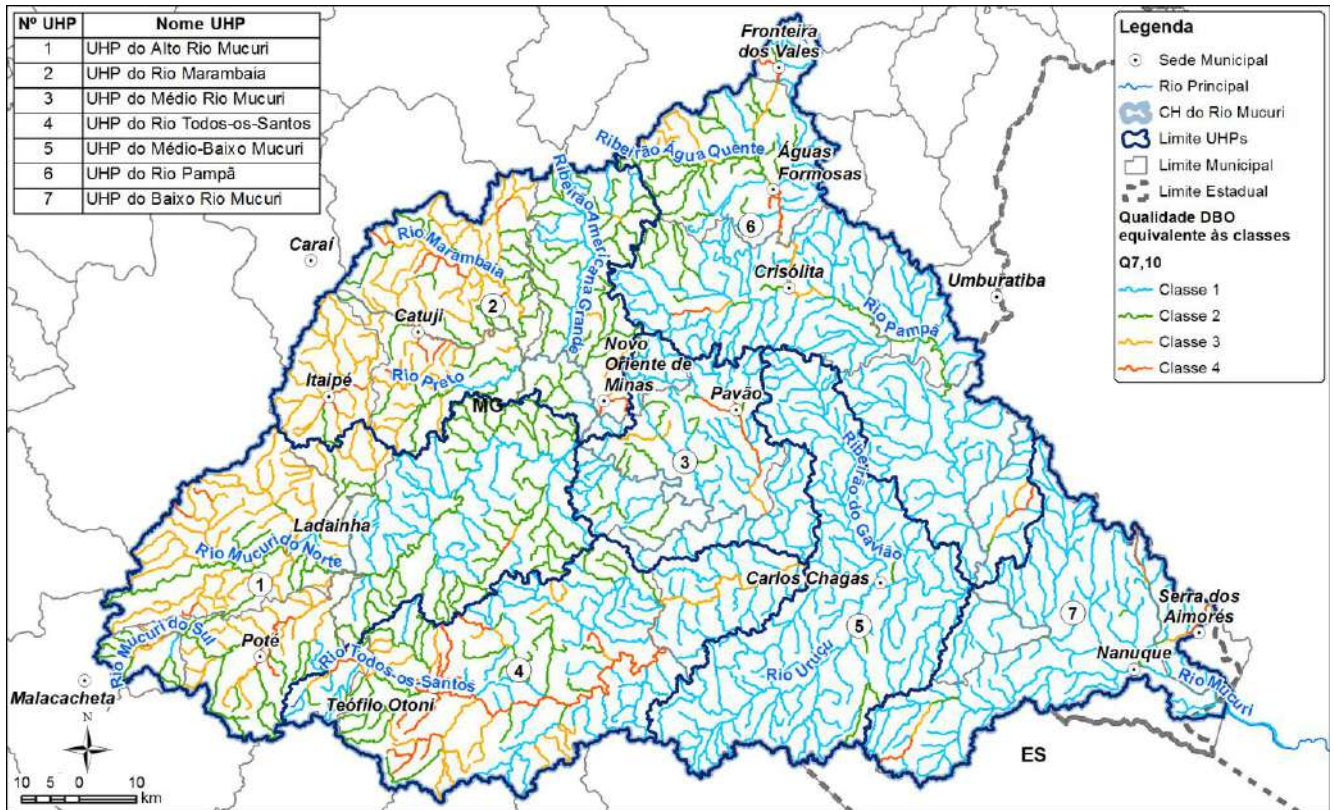 Nº UHP Nome UHP
1 UHP do Alto Rio Mucuri
2 UHP do Rio Marambaia
3 UHP do Médio Rio Mucuri
4 UHP do Rio Todos-os-Santos
5 UHP do Médio-Baixo Mucuri
6 UHP do Rio Pampã
7 UHP do Baixo Rio Mucuri
Legenda
Sede Municipal
Rio Principal
CH do Rio Mucuri
Limite UHPs
Limite Municipal
Limite Estadual
Qualidade DBO
equivalente às classes
Q7,10
Classe 1
Classe 2
Classe 3
Classe 4
Fronteira
dos Vales
Ribeirão Água Quente
Águas
Formosas
6
Ribeirão Americana Grande
Caraí
Rio Marambaia
Crisólita
Umburatiba
2
Rio Pampã
Catuji
Novo
Oriente de
Minas
Rio Preto
Itaipé
Pavão
MG
3
Ribeirão do Gavião
Ladainha
Rio Mucuri do Norte
1
Carlos Chagas
Serra dos
Aimorés
7
5
Rio Mucuri do Sul
Poté
Rio Todos-os-Santos
4
Rio Uruçu
Nanuque
Rio Mucuri
Malacacheta
Teófilo Otoni
N
ES
10 5 0 10
km